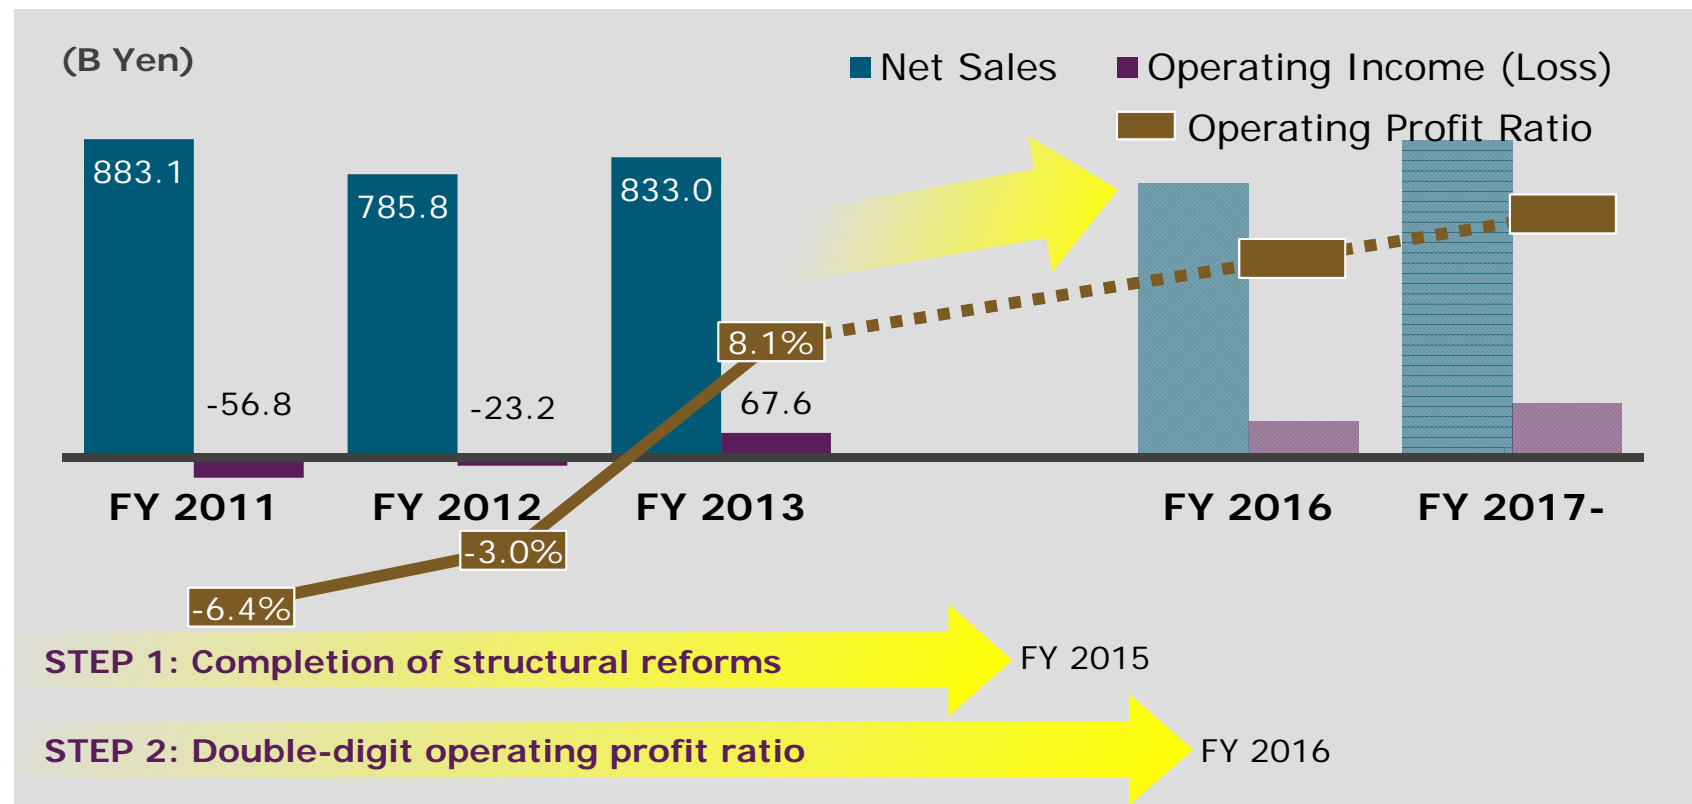 (B Yen)
Net Sales
Operating Income (Loss)
Operating Profit Ratio
883.1
785.8
833.0
-56.8
-23.2
67.6
8.1%
-3.0%
-6.4%
FY 2011
FY 2012
FY 2013
FY 2016
FY 2017-
STEP 1: Completion of structural reforms
FY 2015
STEP 2: Double-digit operating profit ratio
FY 2016